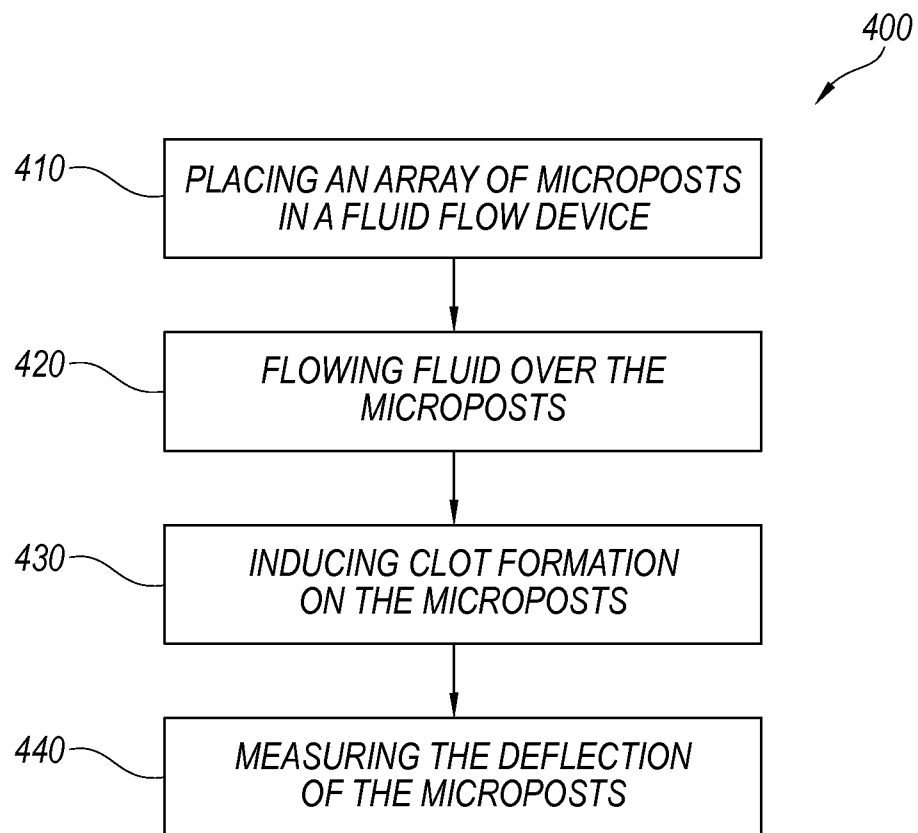 400
410
PLACING AN ARRAY OF MICROPOSTS
IN A FLUID FLOW DEVICE
420
FLOWING FLUID OVER THE
MICROPOSTS
430
INDUCING CLOT FORMATION
ON THE MICROPOSTS
440
MEASURING THE DEFLECTION
OF THE MICROPOSTS